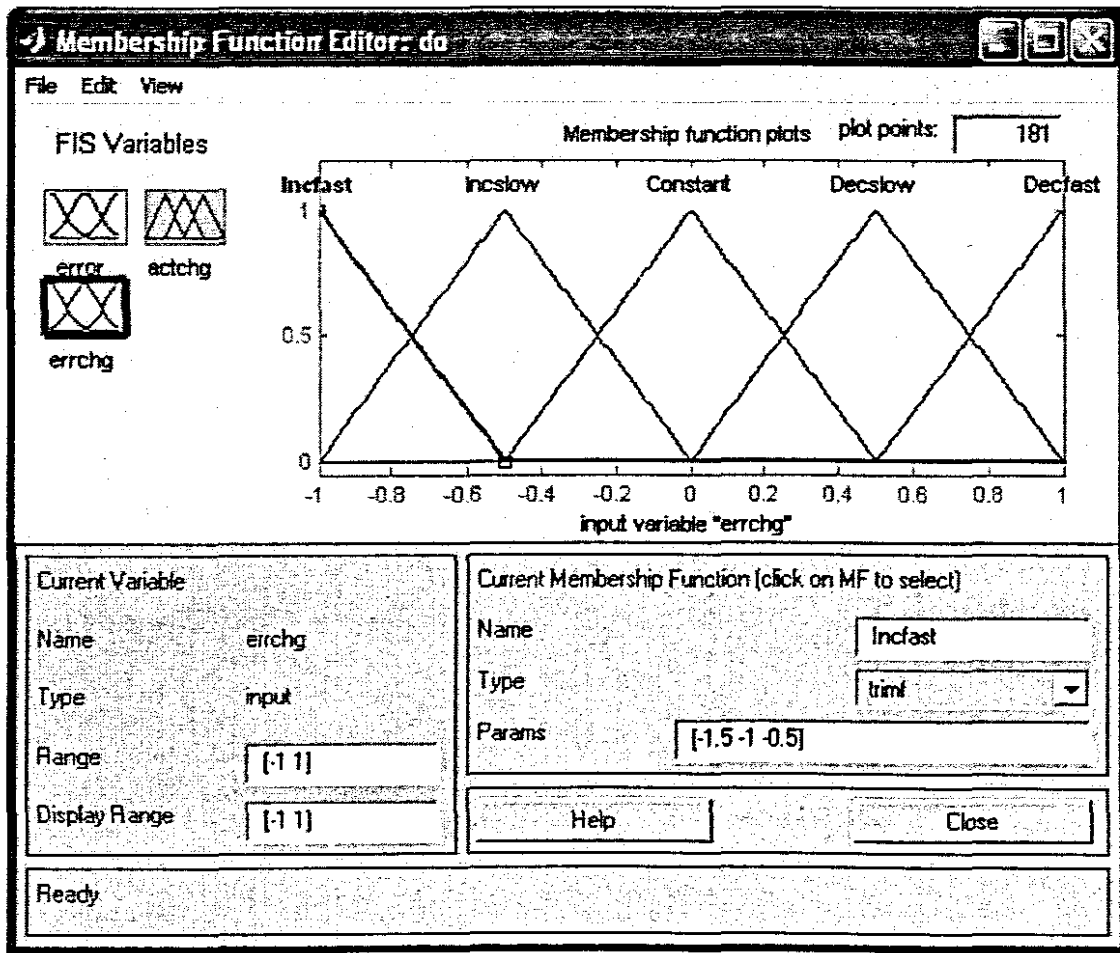 Membership Function Editor: do
File Edit View
FIS Variables
error
actchg
errchg
Membership function plots plot points: 181
Incfast Incslow Constant Decslow Decfast
1
0.5
0
-1 -0.8 -0.6 -0.4 -0.2 0 0.2 0.4 0.6 0.8 1
input variable "errchg"
Current Variable
Name errchg
Type input
Range [-1 1]
Display Range [-1 1]
Current Membership Function (click on MF to select)
Name Incfast
Type trimf
Params [-1.5 -1 -0.5]
Help Close
Ready